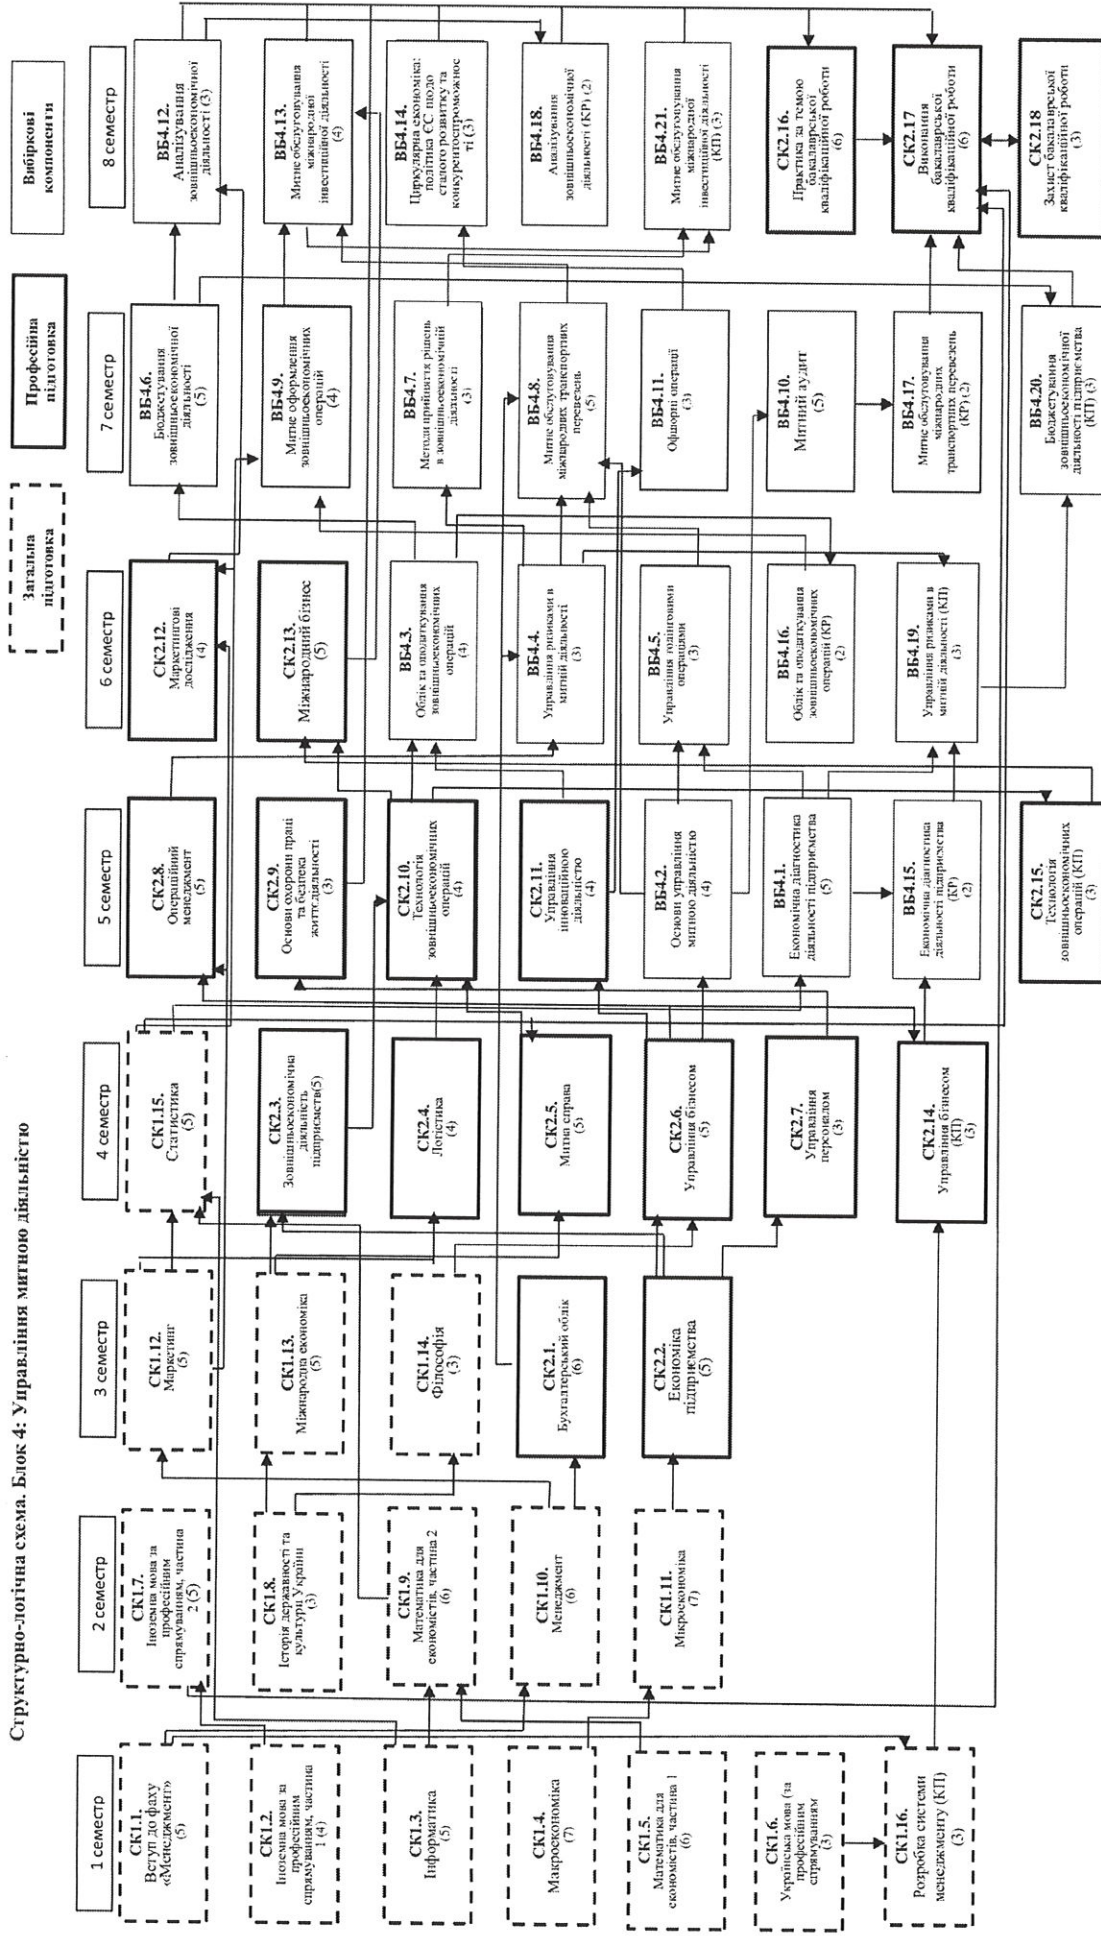 Структурно-логічна схема. Блок 4: Управління митною діяльністю
Загальна
підготовка
Професійна
підготовка
Вибіркові
компоненти
1 семестр
СК1.1.
Вступ до фаху
«Менеджмент»
(5)
СК1.2.
Іноземна мова за
професійним
спрямуванням, частина
1 (4)
СК1.3.
Інформатика
(5)
СК1.4.
Макроекономіка
(7)
СК1.5.
Математика для
економістів, частина 1
(6)
СК1.6.
Українська мова (за
професійним
спрямуванням
(3)
СК1.16.
Розробка системи
менеджменту (КП)
(3)
2 семестр
СК1.7.
Іноземна мова за
професійним
спрямуванням, частина
2 (5)
СК1.8.
Історія державності та
культури України
(3)
СК1.9.
Математика для
економістів, частина 2
(6)
СК1.10.
Менеджмент
(6)
СК1.11.
Мікроекономіка
(7)
3 семестр
СК1.12.
Маркетинг
(5)
СК1.13.
Міжнародна економіка
(5)
СК1.14.
Філософія
(3)
СК2.1.
Бухгалтерський облік
(6)
СК2.2.
Економіка
підприємства
(5)
4 семестр
СК1.15.
Статистика
(5)
СК2.3.
Зовнішньоекономічна
діяльність
підприємств(5)
СК2.4.
Логістика
(4)
СК2.5.
Митна справа
(5)
СК2.6.
Управління бізнесом
(5)
СК2.7.
Управління
персоналом
(3)
СК2.14.
Управління бізнесом
(КП)
(3)
5 семестр
СК2.8.
Операційний
менеджмент
(5)
СК2.9.
Основи охорони праці
та безпека
життєдіяльності
(3)
СК2.10.
Технологія
зовнішньоекономічних
операцій
(4)
СК2.11.
Управління
інноваційною
діяльністю
(4)
ВБ4.2.
Основи управління
митною діяльністю
(4)
ВБ4.1.
Економічна діагностика
діяльності підприємства
(5)
ВБ4.15.
Економічна діагностика
діяльності підприємства
(КР)
(2)
СК2.15.
Технологія
зовнішньоекономічних
операцій (КП)
(3)
6 семестр
СК2.12.
Маркетингові
дослідження
(4)
СК2.13.
Міжнародний бізнес
(5)
ВБ4.3.
Облік та оподаткування
зовнішньоекономічних
операцій
(4)
ВБ4.4.
Управління ризиками в
митній діяльності
(3)
ВБ4.5.
Управління
операціями
(3)
ВБ4.16.
Облік та оподаткування
зовнішньоекономічних
операцій (КР)
(2)
ВБ4.19.
Управління ризиками в
митній діяльності (КП)
(3)
7 семестр
ВБ4.6.
Бюджетування
зовнішньоекономічної
діяльності
(5)
ВБ4.9.
Митне оформлення
зовнішньоекономічних
операцій
(4)
ВБ4.7.
Методи прийняття рішень
в зовнішньоекономічній
діяльності
(3)
ВБ4.8.
Митне обслуговування
міжнародних транспортних
перевезень
(5)
ВБ4.11.
Офшорні операції
(3)
ВБ4.10.
Митний аудит
(5)
ВБ4.17.
Митне обслуговування
міжнародних
транспортних перевезень
(КР) (2)
ВБ4.20.
Бюджетування
зовнішньоекономічної
діяльності підприємства
(КП) (3)
8 семестр
ВБ4.12.
Аналізування
зовнішньоекономічної
діяльності (3)
ВБ4.13.
Митне обслуговування
міжнародної
інвестиційної діяльності
(4)
ВБ4.14.
Циркулярна економіка:
політика ЄС щодо
сталого розвитку та
конкурентоспроможнос
ті (3)
ВБ4.18.
Аналізування
зовнішньоекономічної
діяльності (КР) (2)
ВБ4.21.
Митне обслуговування
міжнародної
інвестиційної діяльності
(КП) (3)
СК2.16.
Практика за темою
бакалаврської
кваліфікаційної роботи
(6)
СК2.17
Виконання
бакалаврської
кваліфікаційної роботи
(6)
СК2.18
Захист бакалаврської
кваліфікаційної роботи
(3)